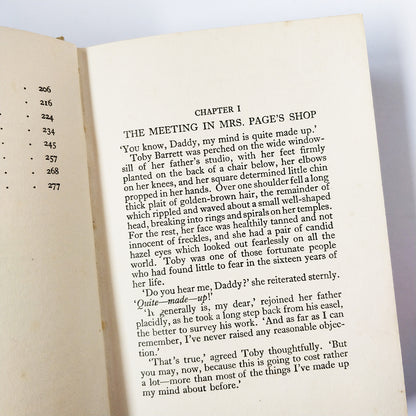 206
216
224
234
245
257
268
277
CHAPTER I
THE MEETING IN MRS. PAGE'S SHOP
'You know, Daddy, my mind is quite made up.'
Toby Barrett was perched on the wide window-
sill of her father's studio, with her feet firmly
planted on the back of a chair below, her elbows
on her knees, and her square determined little chin
propped in her hands. Over one shoulder fell a long
thick plait of golden-brown hair, the remainder of
which rippled and waved about a small well-shaped
head, breaking into rings and spirals on her temples.
For the rest, her face was healthily tanned and not
innocent of freckles, and she had a pair of candid
hazel eyes which looked out fearlessly on all the
world. Toby was one of those fortunate people
who had found little to fear in the sixteen years of
her life.
'Do you hear me, Daddy?' she reiterated sternly.
'Quite—made—up!'
'It generally is, my dear,' rejoined her father
placidly, as he took a long step back from his easel,
the better to survey his work. 'And as far as I can
remember, I've never raised any reasonable objec-
tion.'
'That's true,' agreed Toby thoughtfully. 'But
you may, now, because this is going to cost rather
a lot—more than most of the things I've made up
my mind about before.'